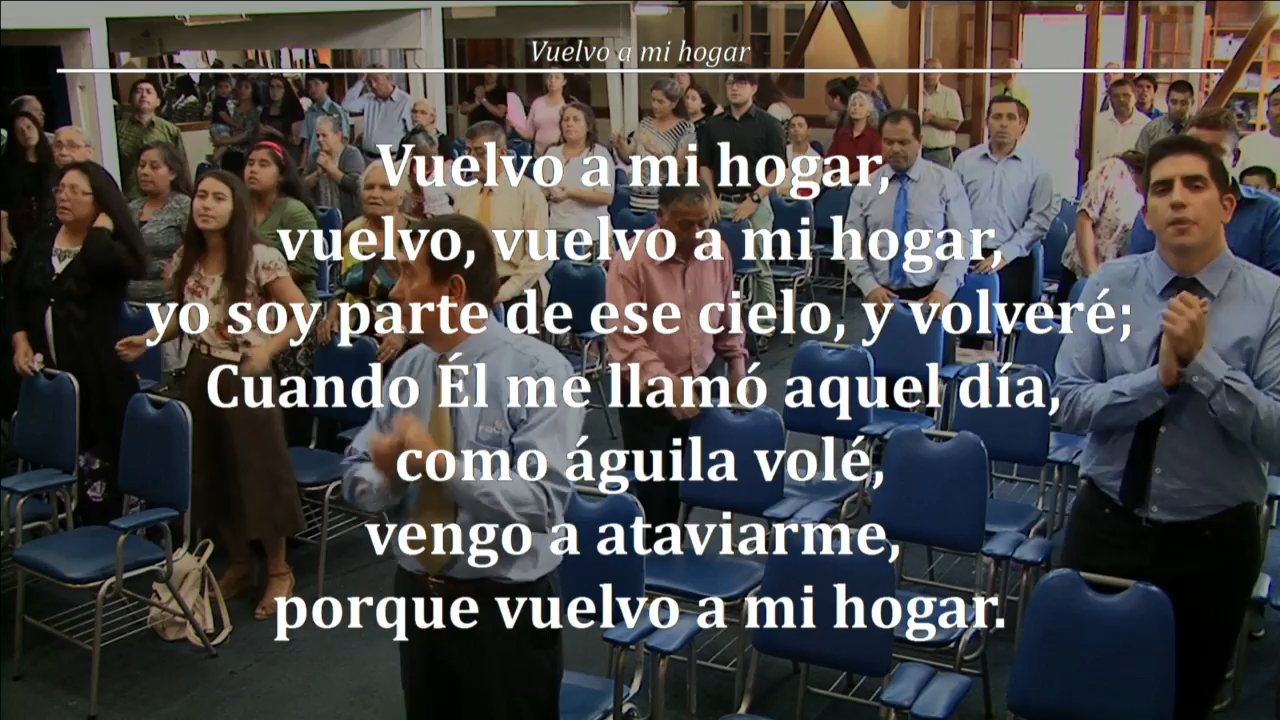 Vuelvo a mi hogar
Vuelvo a mi hogar,
vuelvo, vuelvo a mi hogar,
yo soy parte de ese cielo, y volveré;
Cuando Él me llamó aquel día,
como águila volé,
vengo a ataviarme,
porque vuelvo a mi hogar.